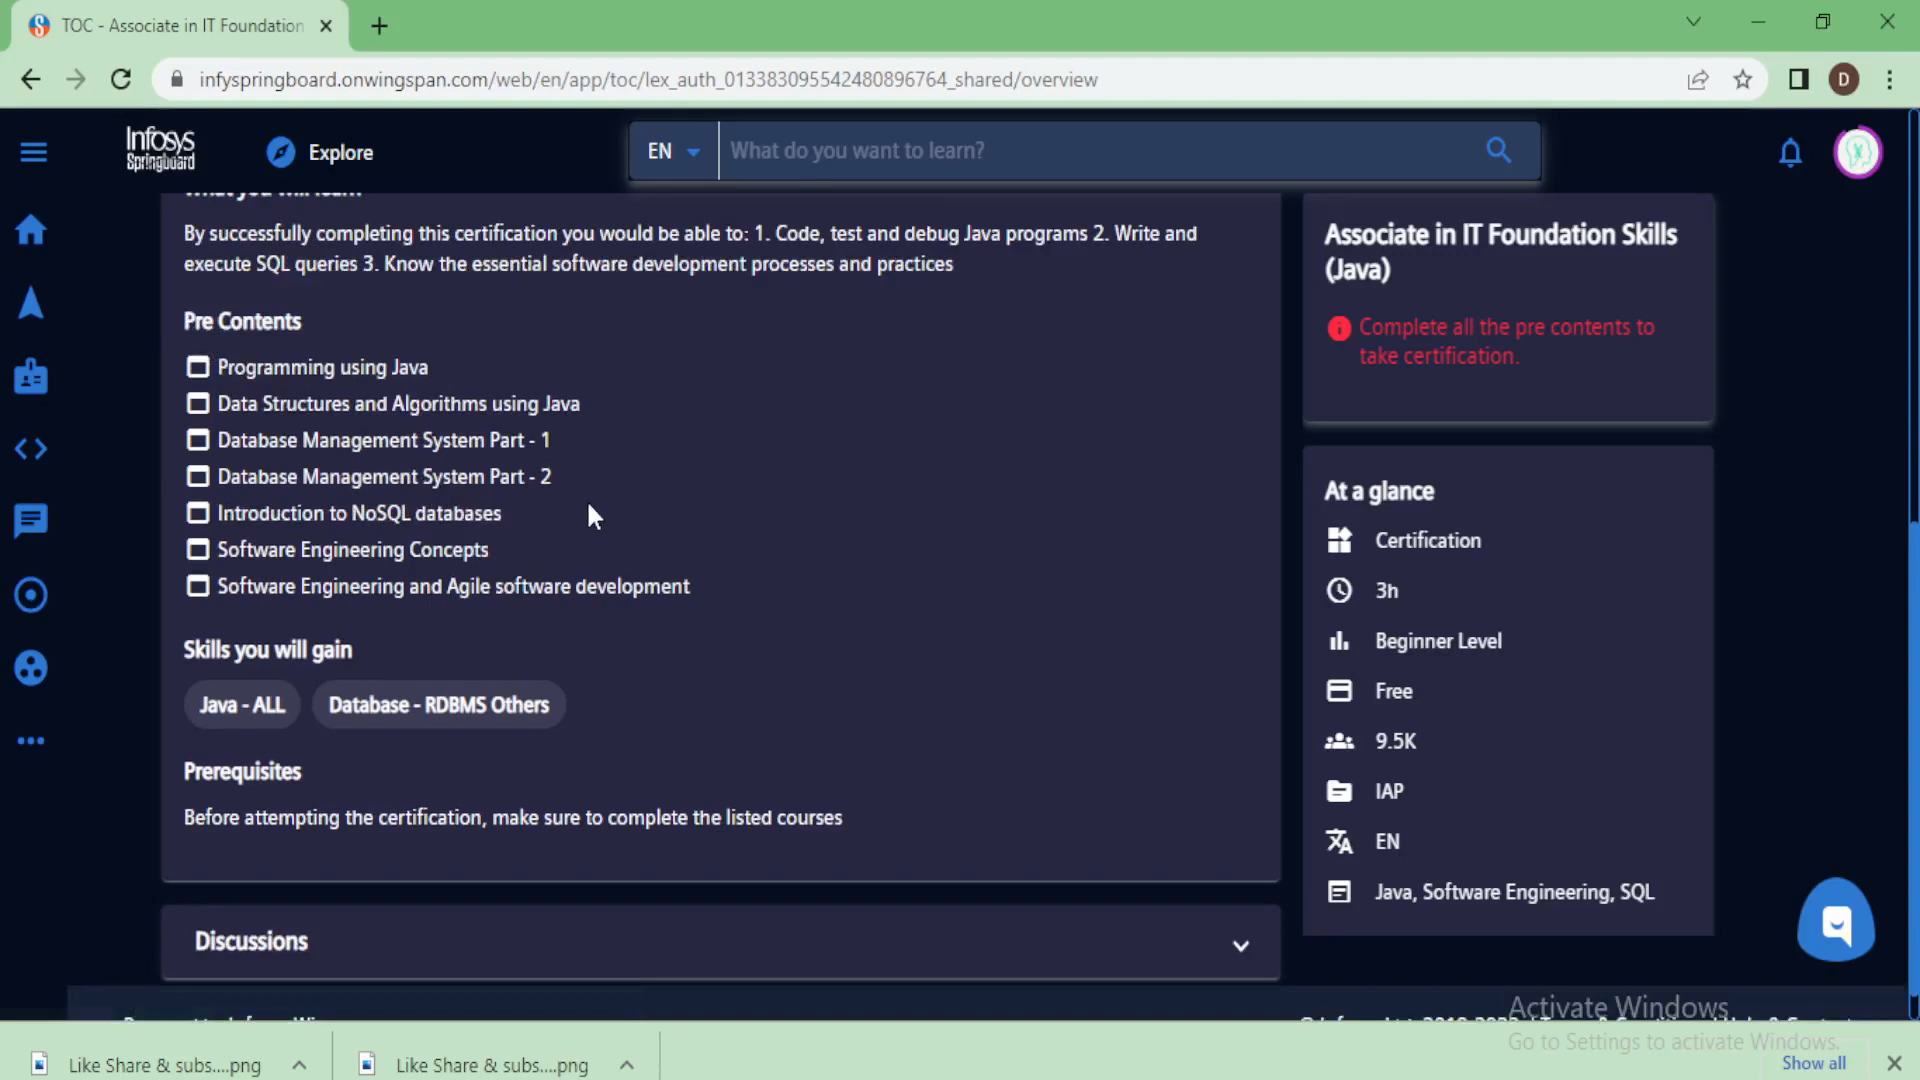 TOC - Associate in IT Foundation
infyspringboard.onwingspan.com/web/en/app/toc/lex_auth_013383095542480896764_shared/overview
D
Infosys
Springboard
Explore
EN
What do you want to learn?
What you will learn
By successfully completing this certification you would be able to: 1. Code, test and debug Java programs 2. Write and
execute SQL queries 3. Know the essential software development processes and practices
Pre Contents
Programming using Java
Data Structures and Algorithms using Java
Database Management System Part - 1
Database Management System Part - 2
Introduction to NoSQL databases
Software Engineering Concepts
Software Engineering and Agile software development
Skills you will gain
Java - ALL
Database - RDBMS Others
Prerequisites
Before attempting the certification, make sure to complete the listed courses
Discussions
Associate in IT Foundation Skills
(Java)
Complete all the pre contents to
take certification.
At a glance
Certification
3h
Beginner Level
Free
9.5K
IAP
EN
Java, Software Engineering, SQL
Activate Windows
Go to Settings to activate Windows.
Like Share & subs....png
Like Share & subs....png
Show all